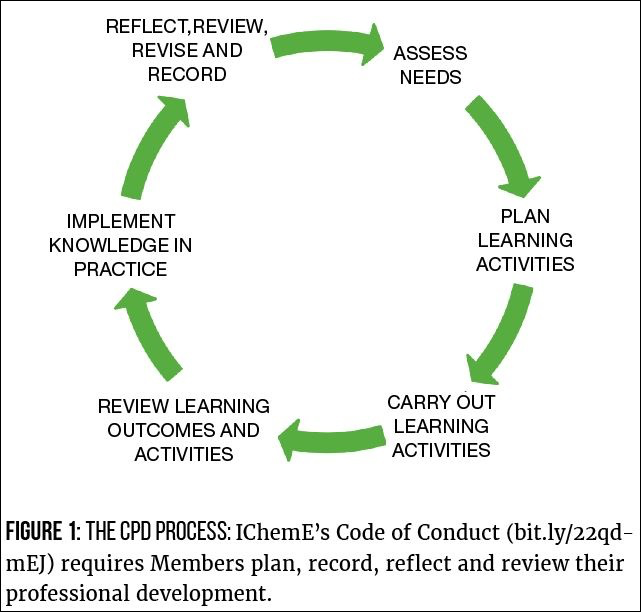 REFLECT,REVIEW,
REVISE AND
RECORD
ASSESS
NEEDS
PLAN
LEARNING
ACTIVITIES
CARRY OUT
LEARNING
ACTIVITIES
REVIEW LEARNING
OUTCOMES AND
ACTIVITIES
IMPLEMENT
KNOWLEDGE IN
PRACTICE
FIGURE 1: THE CPD PROCESS: IChemE’s Code of Conduct (bit.ly/22qd-
mEJ) requires Members plan, record, reflect and review their
professional development.